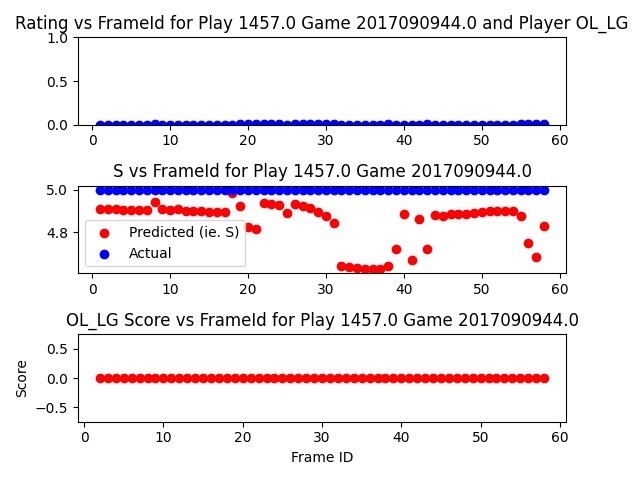 Rating vs FrameId for Play 1457.0 Game 2017090944.0 and Player OL_LG
1.0
0.5
0.0
0 10 20 30 40 50 60
S vs FrameId for Play 1457.0 Game 2017090944.0
5.0
4.8
Predicted (ie. S)
Actual
0 10 20 30 40 50 60
OL_LG Score vs FrameId for Play 1457.0 Game 2017090944.0
Score
0.5
0.0
−0.5
0 10 20 30 40 50 60
Frame ID